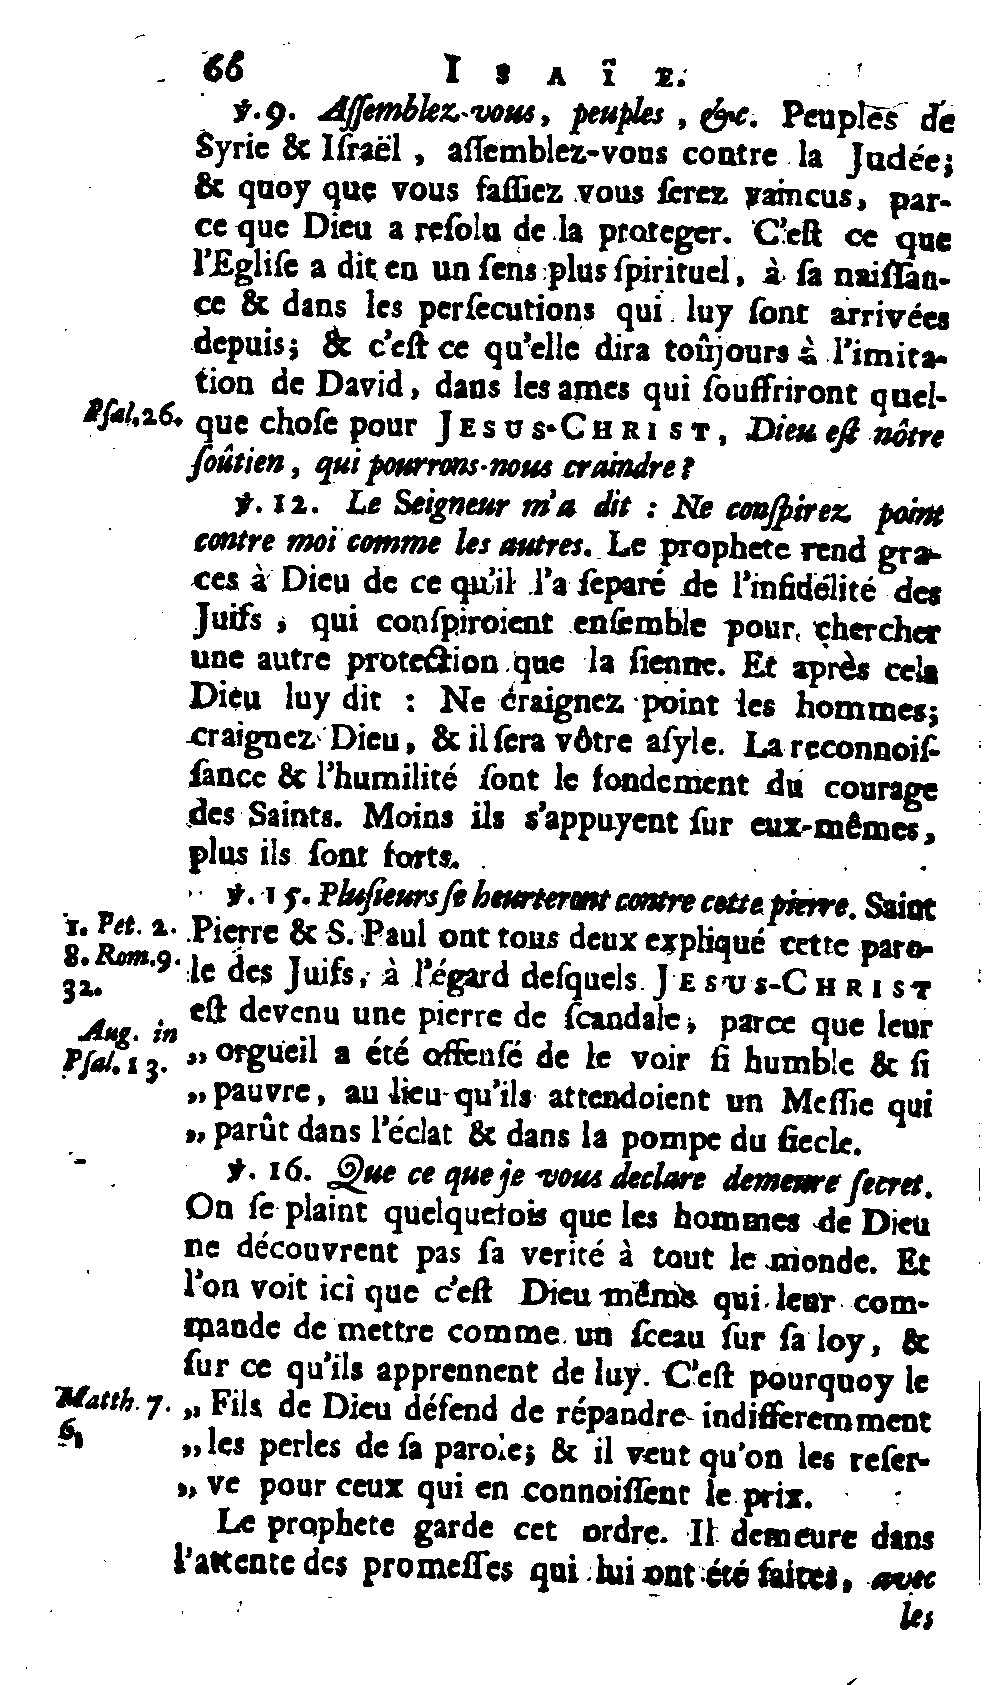 66 ISAÏE.
℣. 9. Aſſemblez-vous, peuples, &c. Peuples de
Syrie & Iſraël, aſſemblez-vous contre la Judée;
& quoy que vous faſſiez vous ſerez vaincus, par-
ce que Dieu a reſolu de la proteger. C'eſt ce que
l'Egliſe a dit en un ſens plus ſpirituel, à ſa naiſſan-
ce & dans les perſecutions qui luy ſont arrivées
depuis; & c'eſt ce qu'elle dira toûjours à l'imita-
tion de David, dans les ames qui ſouffriront quel-
Pſal. 26. que choſe pour JESUS-CHRIST, Dieu eſt nôtre
ſoûtien, qui pourrons-nous craindre?
℣. 12. Le Seigneur m'a dit : Ne conſpirez point
contre moi comme les autres. Le prophete rend gra-
ces à Dieu de ce qu'il l'a ſeparé de l'infidélité des
Juifs, qui conſpiroient enſemble pour chercher
une autre protection que la ſienne. Et après cela
Dieu luy dit : Ne craignez point les hommes;
craignez Dieu, & il ſera vôtre aſyle. La reconnoiſ-
ſance & l'humilité ſont le fondement du courage
des Saints. Moins ils s'appuyent ſur eux-mêmes,
plus ils ſont forts.
℣. 15. Pluſieurs ſe heurteront contre cette pierre. Saint
1. Pet. 2. Pierre & S. Paul ont tous deux expliqué cette paro-
8. Rom. 9. le des Juifs, à l'égard deſquels JESUS-CHRIST
32. eſt devenu une pierre de ſcandale, parce que leur
Aug. in
Pſal. 13. „ orgueil a été offenſé de le voir ſi humble & ſi
„ pauvre, au lieu qu'ils attendoient un Meſſie qui
„ parût dans l'éclat & dans la pompe du ſiecle.
℣. 16. Que ce que je vous declare demeure ſecret.
On ſe plaint quelquefois que les hommes de Dieu
ne découvrent pas ſa verité à tout le monde. Et
l'on voit ici que c'eſt Dieu même qui leur com-
mande de mettre comme un ſceau ſur ſa loy, &
ſur ce qu'ils apprennent de luy. C'eſt pourquoy le
Matth. 7. „ Fils de Dieu défend de répandre indifferemment
6. „ les perles de ſa parole; & il veut qu'on les reſer-
„ ve pour ceux qui en connoiſſent le prix.
Le prophete garde cet ordre. Il demeure dans
l'attente des promeſſes qui lui ont été faites, avec
les